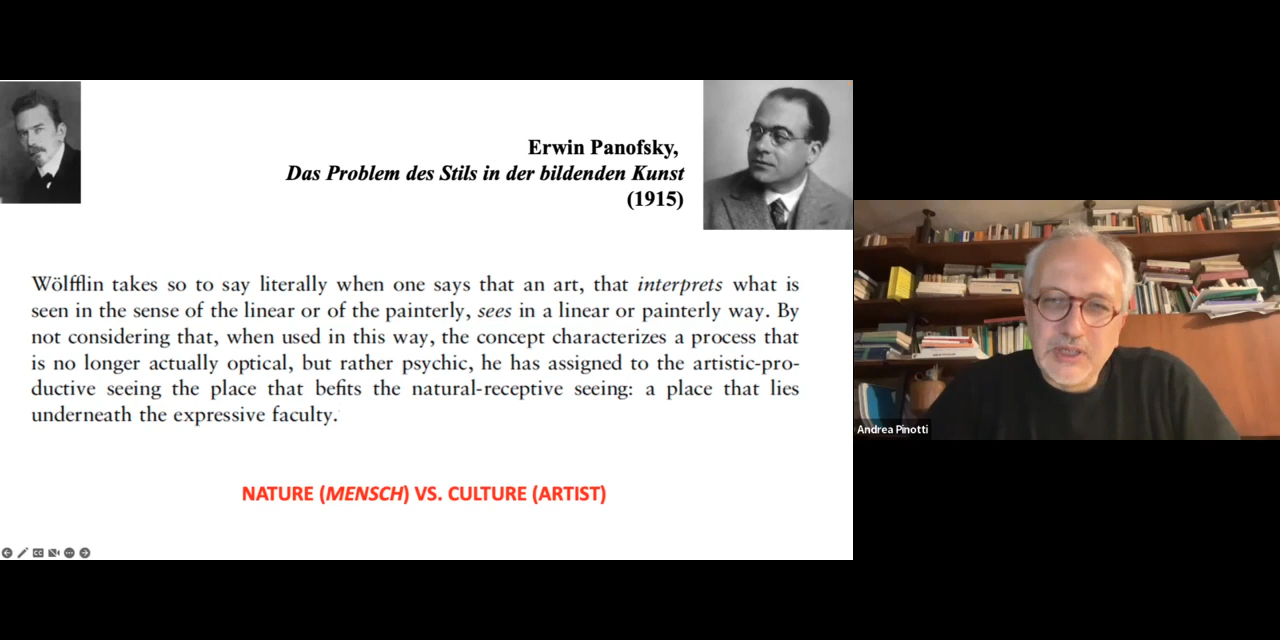 Erwin Panofsky,
Das Problem des Stils in der bildenden Kunst
(1915)
Wölfflin takes so to say literally when one says that an art, that interprets what is
seen in the sense of the linear or of the painterly, sees in a linear or painterly way. By
not considering that, when used in this way, the concept characterizes a process that
is no longer actually optical, but rather psychic, he has assigned to the artistic-pro-
ductive seeing the place that befits the natural-receptive seeing: a place that lies
underneath the expressive faculty.
NATURE (MENSCH) VS. CULTURE (ARTIST)
Andrea Pinotti